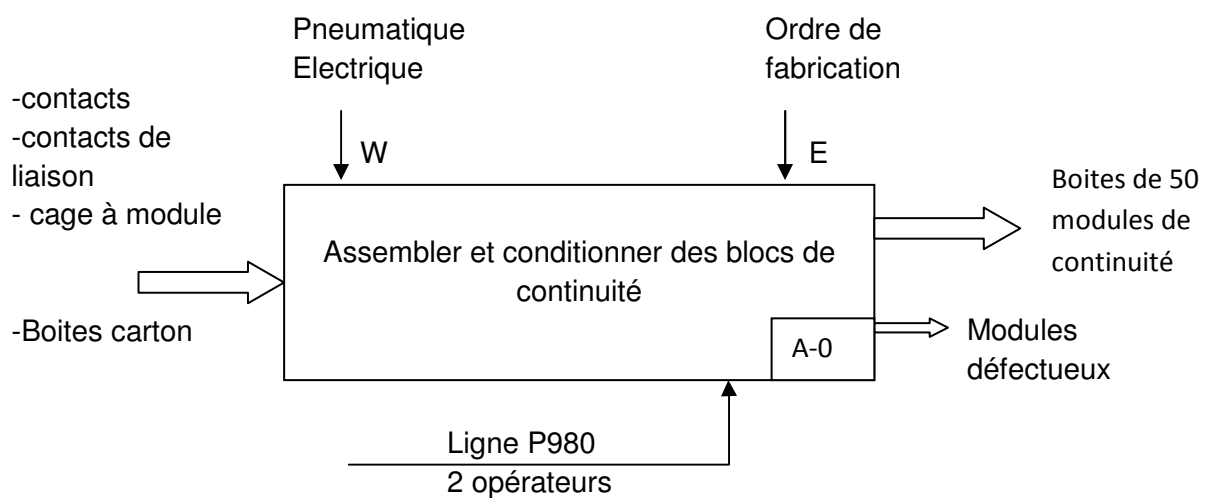 Pneumatique
Electrique
Ordre de
fabrication
-contacts
-contacts de
liaison
- cage à module
-Boites carton
W
E
Assembler et conditionner des blocs de
continuité
A-0
Boites de 50
modules de
continuité
Modules
défectueux
Ligne P980
2 opérateurs